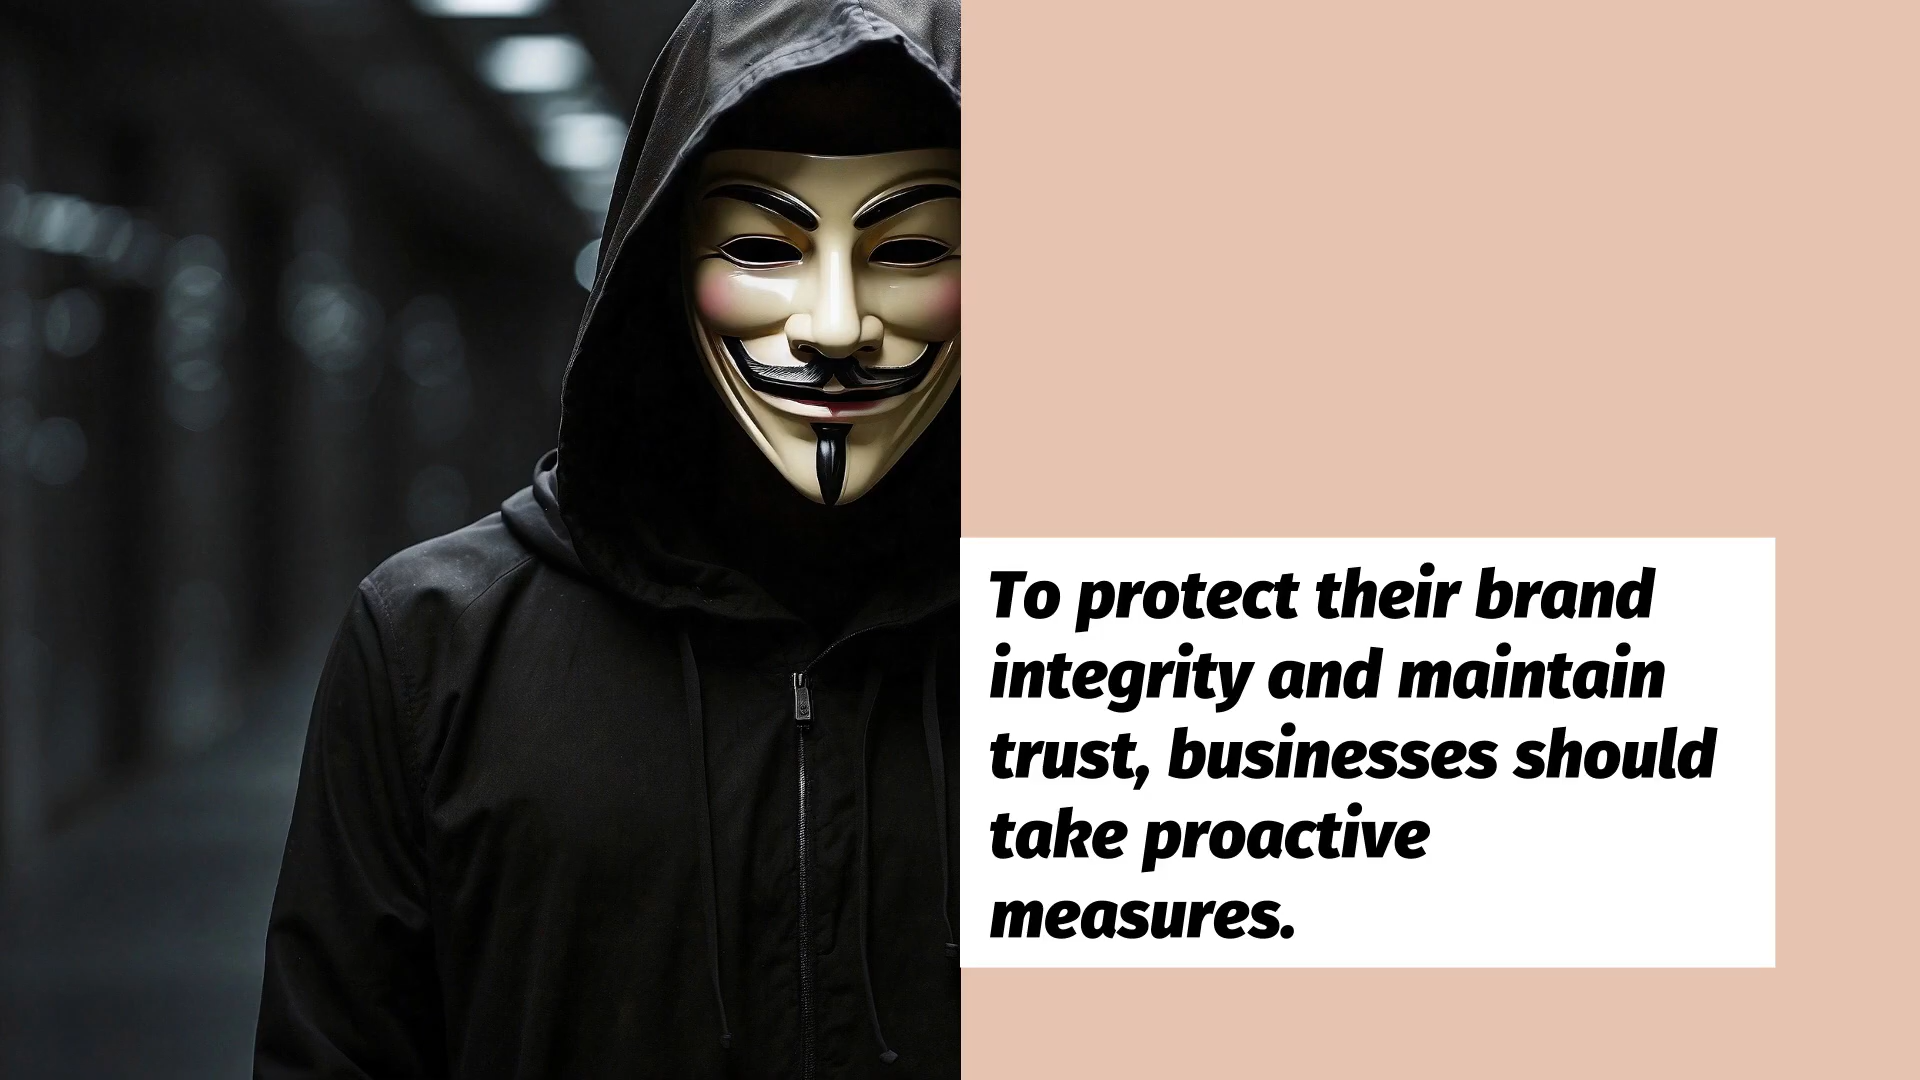 To protect their brand
integrity and maintain
trust, businesses should
take proactive
measures.